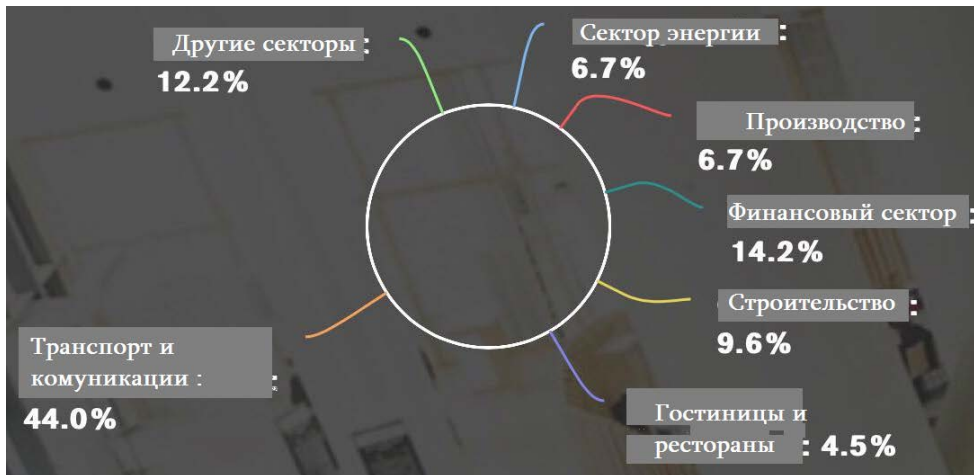 Другие секторы :
12.2%
Сектор энергии :
6.7%
Производство :
6.7%
Финансовый сектор :
14.2%
Строительство :
9.6%
Гостиницы и
рестораны : 4.5%
Транспорт и
комуникации : :
44.0%